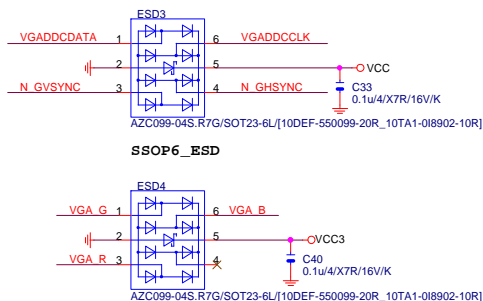 ESD3
VGADDCDATA 1 6 VGADDCCLK
2 5 VCC
N_GVSYNC 3 4 N_GHSYNC
C33
0.1u/4/X7R/16V/K
AZC099-04S.R7G/SOT23-6L/[10DEF-550099-20R_10TA1-0I8902-10R]
SSOP6_ESD
ESD4
VGA_G 1 6 VGA_B
2 5 VCC3
VGA_R 3 4
C40
0.1u/4/X7R/16V/K
AZC099-04S.R7G/SOT23-6L/[10DEF-550099-20R_10TA1-0I8902-10R]